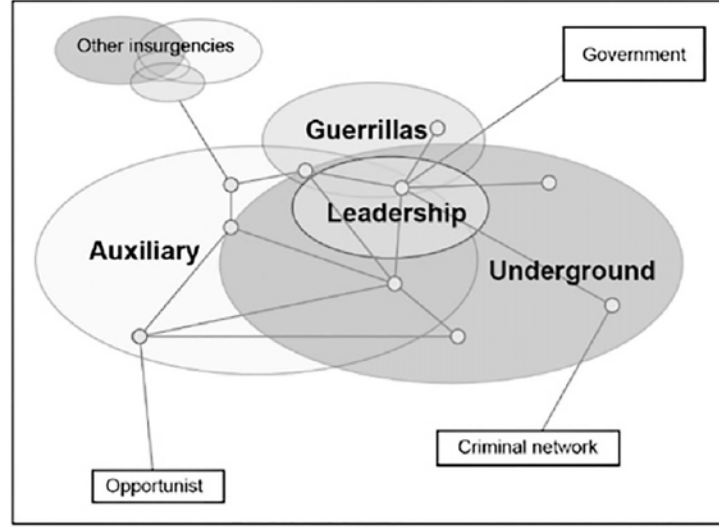 Other insurgencies
Government
Guerrillas
Leadership
Auxiliary
Underground
Criminal network
Opportunist